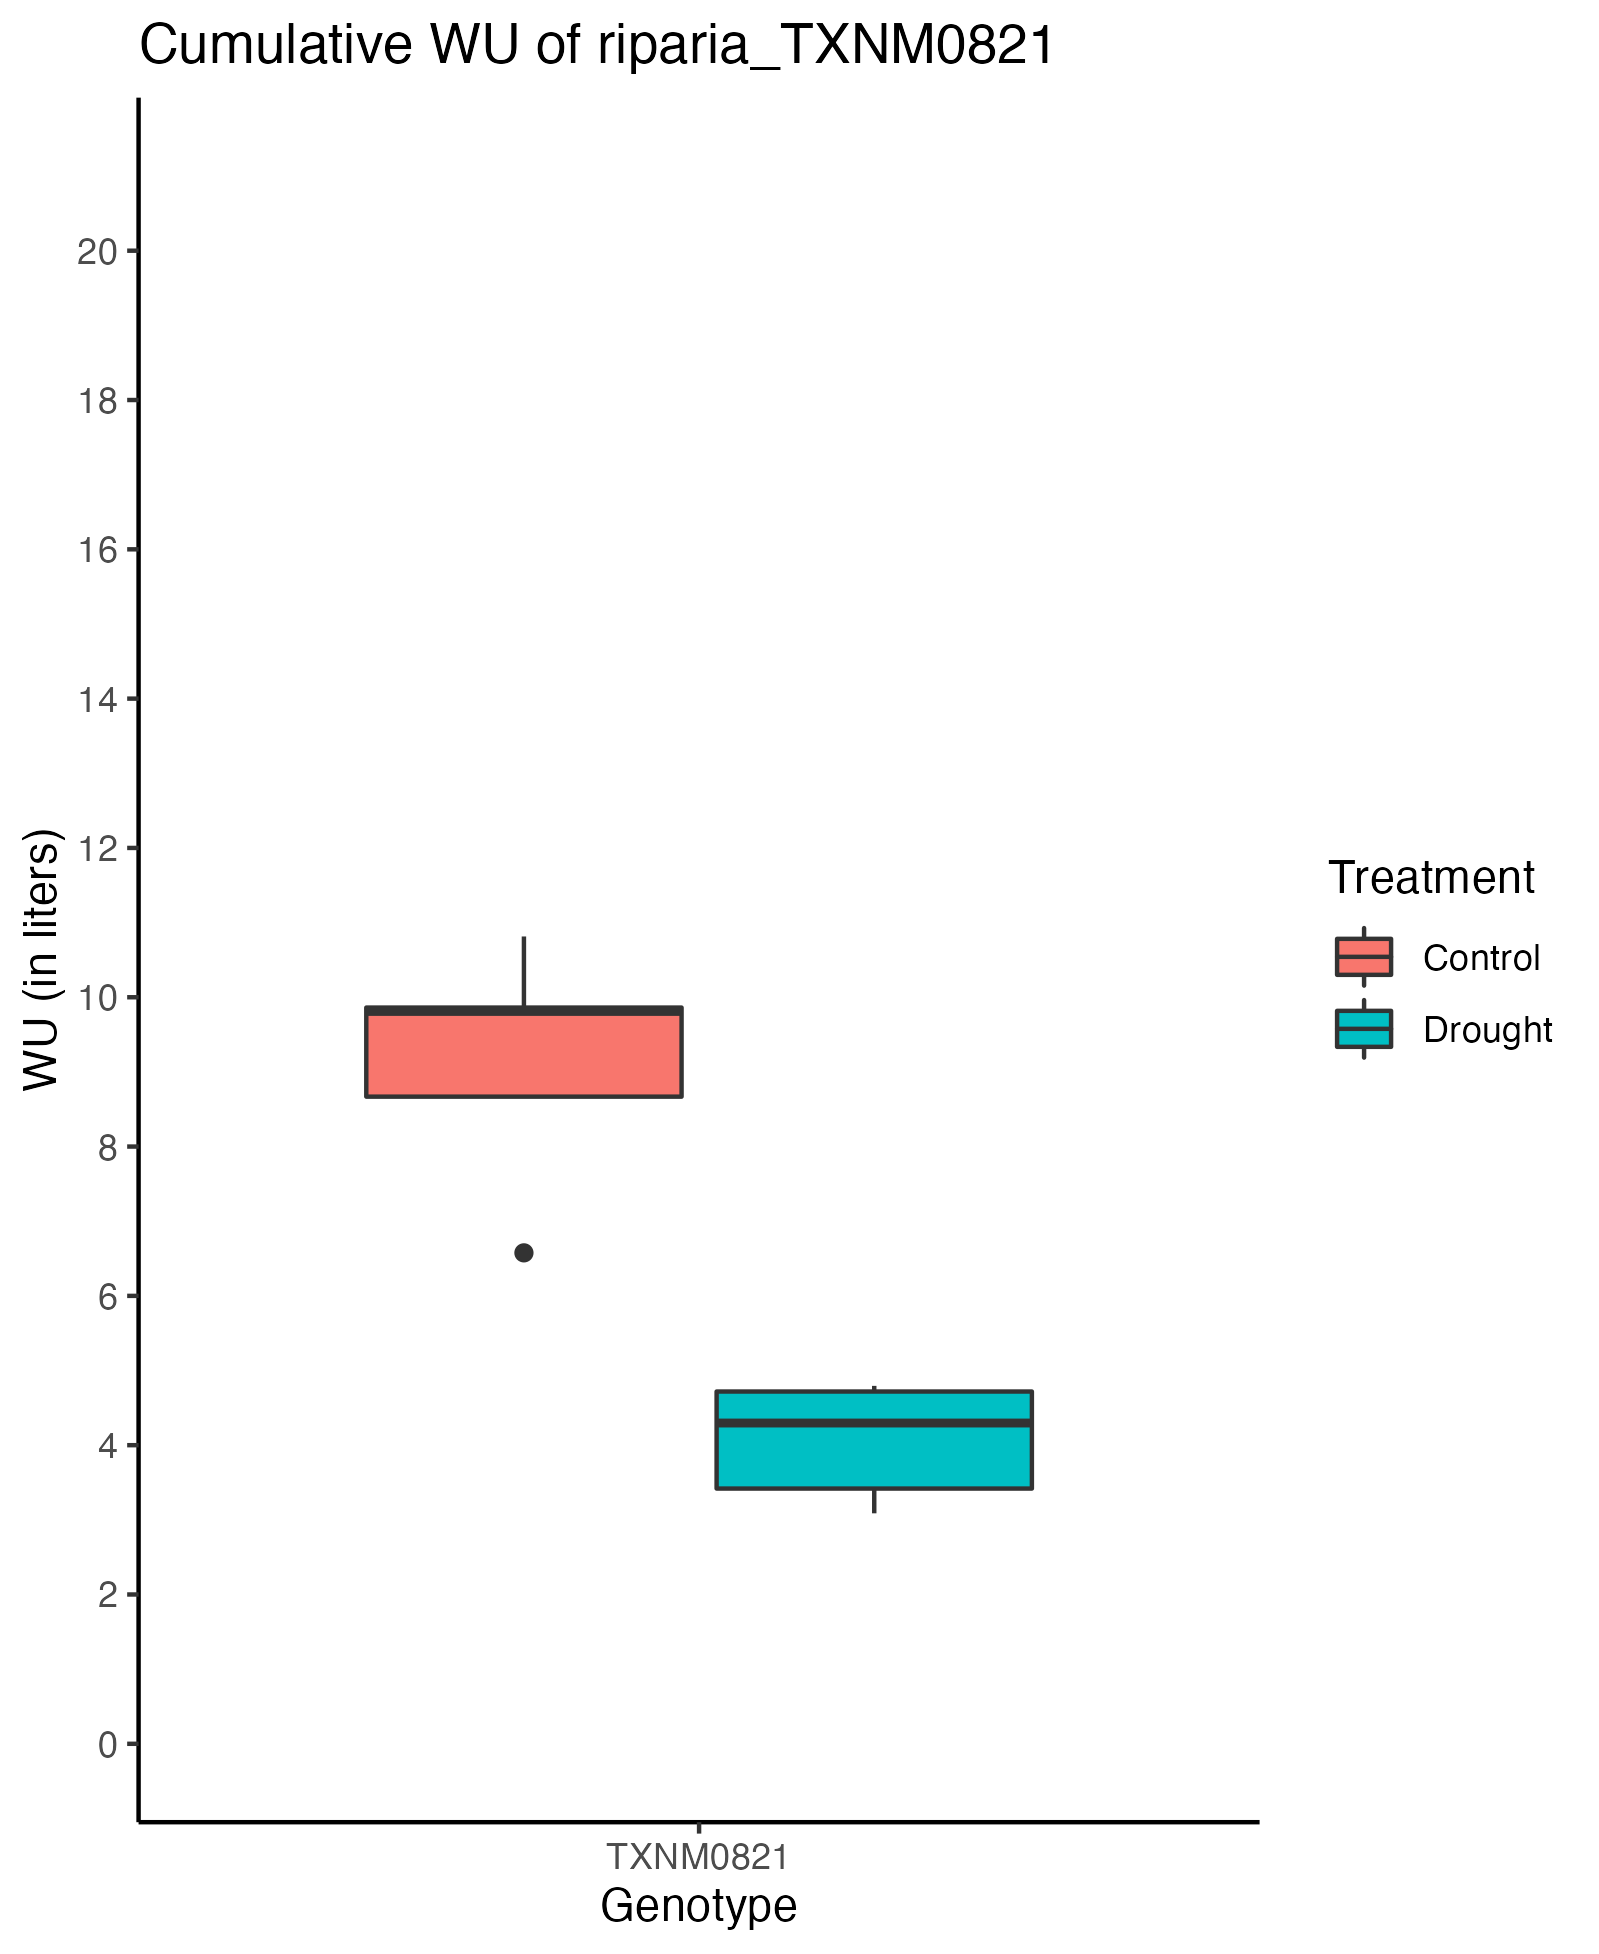 Cumulative WU of riparia_TXNM0821
WU (in liters)
20
18
16
14
12
10
8
6
4
2
0
TXNM0821
Genotype
Treatment
Control
Drought